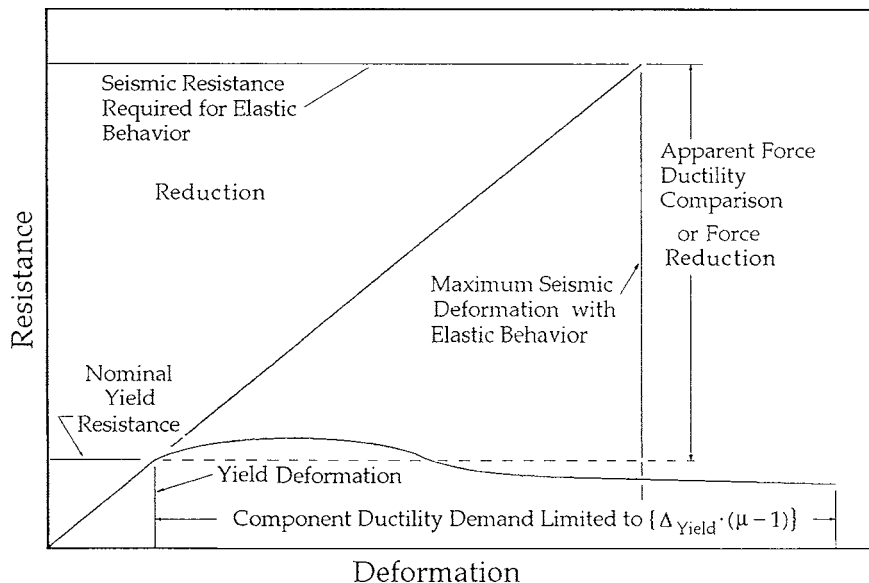 Seismic Resistance
Required for Elastic
Behavior
Reduction
Apparent Force
Ductility
Comparison
or Force
Reduction
Maximum Seismic
Deformation with
Elastic Behavior
Nominal
Yield
Resistance
Yield Deformation
Component Ductility Demand Limited to {Δ Yield · (μ − 1)}
Resistance
Deformation